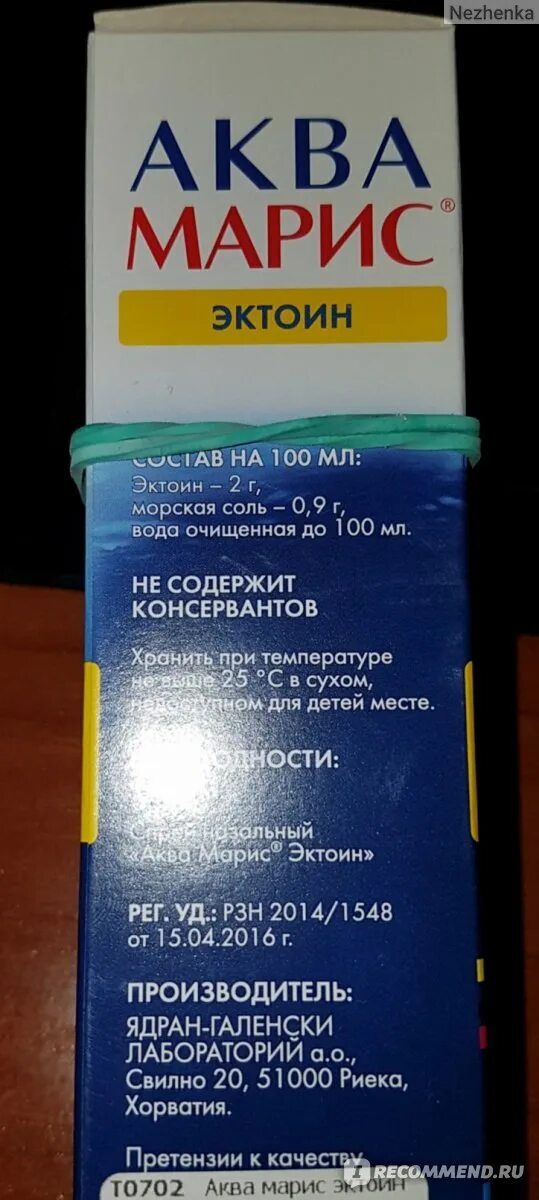 Nezhenka
АКВА
МАРИС®
ЭКТОИН
СОСТАВ НА 100 МЛ:
Эктоин – 2 г,
морская соль – 0,9 г,
вода очищенная до 100 мл.
НЕ СОДЕРЖИТ
КОНСЕРВАНТОВ
Хранить при температуре
не выше 25 °C в сухом,
недоступном для детей месте.
Спрей назальный
«Аква Марис® Эктоин»
РЕГ. УД.: РЗН 2014/1548
от 15.04.2016 г.
ПРОИЗВОДИТЕЛЬ:
ЯДРАН-ГАЛЕНСКИ
ЛАБОРАТОРИЙ а.о.,
Свилно 20, 51000 Риека,
Хорватия.
Претензии к качеству
T0702 Аква марис эктоин
IRECOMMEND.RU